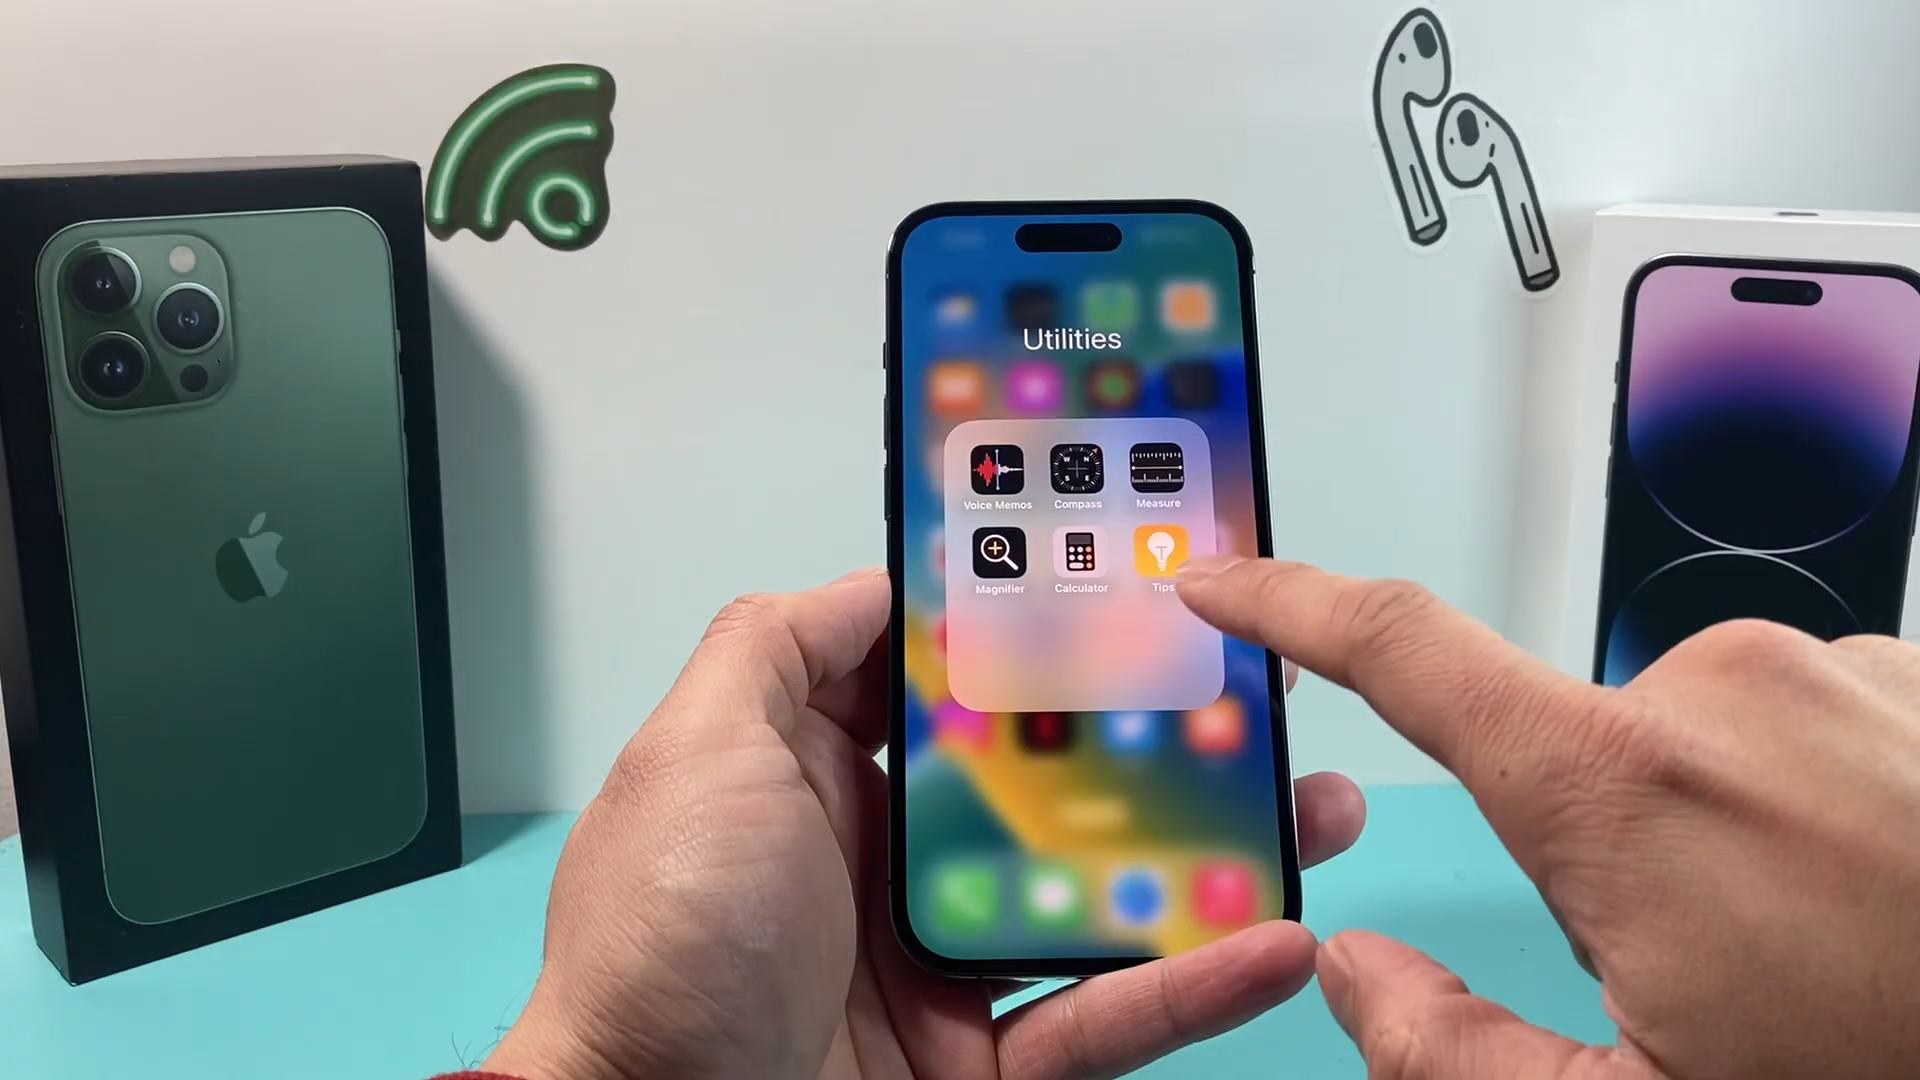 Utilities
Voice Memos
Compass
Measure
Magnifier
Calculator
Tips